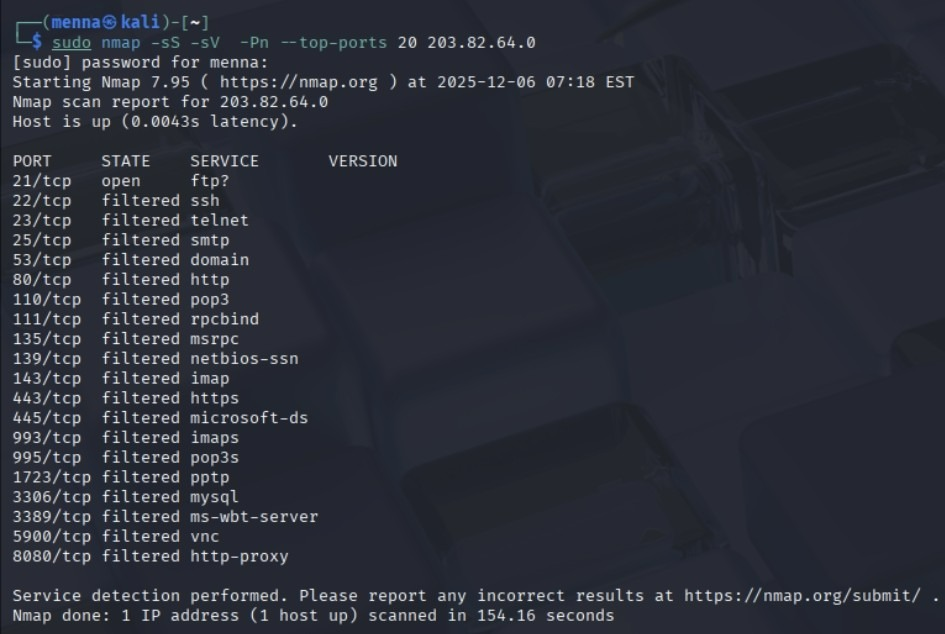 ┌──(menna㉿kali)-[~]
└─$ sudo nmap -sS -sV  -Pn --top-ports 20 203.82.64.0
[sudo] password for menna:
Starting Nmap 7.95 ( https://nmap.org ) at 2025-12-06 07:18 EST
Nmap scan report for 203.82.64.0
Host is up (0.0043s latency).

PORT     STATE    SERVICE       VERSION
21/tcp   open     ftp?
22/tcp   filtered ssh
23/tcp   filtered telnet
25/tcp   filtered smtp
53/tcp   filtered domain
80/tcp   filtered http
110/tcp  filtered pop3
111/tcp  filtered rpcbind
135/tcp  filtered msrpc
139/tcp  filtered netbios-ssn
143/tcp  filtered imap
443/tcp  filtered https
445/tcp  filtered microsoft-ds
993/tcp  filtered imaps
995/tcp  filtered pop3s
1723/tcp filtered pptp
3306/tcp filtered mysql
3389/tcp filtered ms-wbt-server
5900/tcp filtered vnc
8080/tcp filtered http-proxy

Service detection performed. Please report any incorrect results at https://nmap.org/submit/ .
Nmap done: 1 IP address (1 host up) scanned in 154.16 seconds